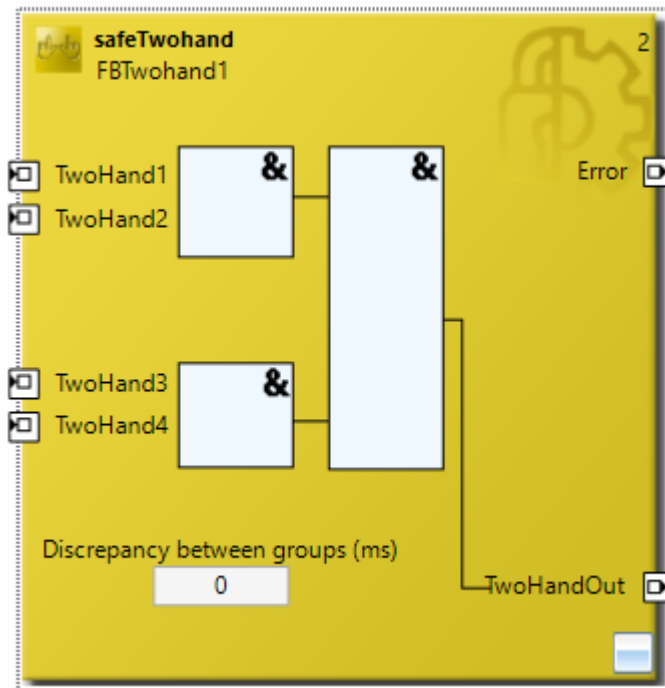 safeTwohand
2
FBTwohand1
&
&
TwoHand1
Error
TwoHand2
&
TwoHand3
TwoHand4
Discrepancy between groups (ms)
0
TwoHandOut